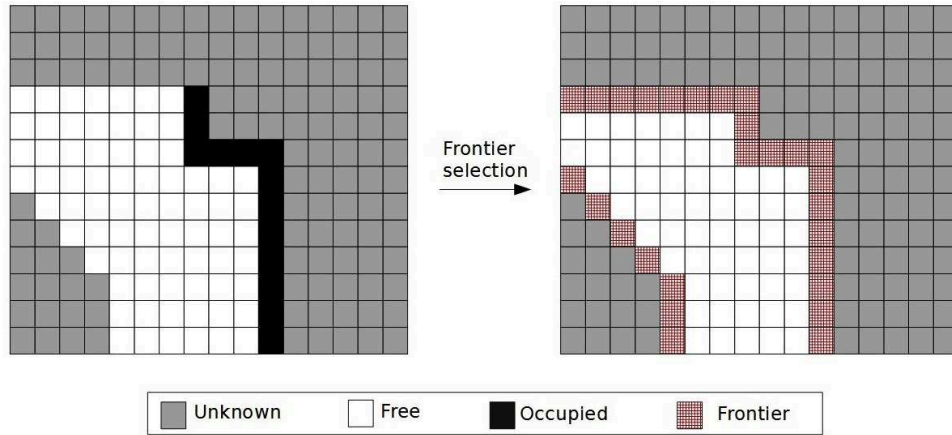 Frontier
selection
Unknown
Free
Occupied
Frontier